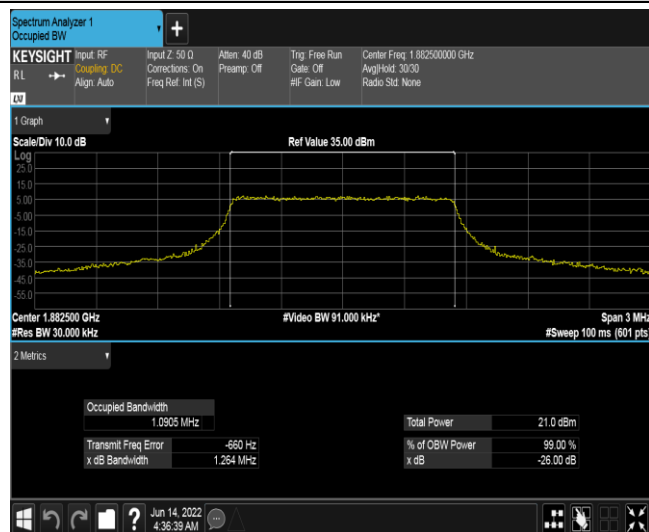 Spectrum Analyzer 1
Occupied BW
KEYSIGHT
R L
LXI
Input: RF
Coupling: DC
Align: Auto
Input Z: 50 Ω
Corrections: On
Freq Ref: Int (S)
Atten: 40 dB
Preamp: Off
Trig: Free Run
Gate: Off
#IF Gain: Low
Center Freq: 1.882500000 GHz
Avg|Hold: 30/30
Radio Std: None
1 Graph
Scale/Div 10.0 dB
Ref Value 35.00 dBm
Log
25.0
15.0
5.00
-5.00
-15.0
-25.0
-35.0
-45.0
-55.0
Center 1.882500 GHz
#Video BW 91.000 kHz*
Span 3 MHz
#Res BW 30.000 kHz
#Sweep 100 ms (601 pts)
2 Metrics
Occupied Bandwidth
1.0905 MHz
Total Power 21.0 dBm
Transmit Freq Error -660 Hz
% of OBW Power 99.00 %
x dB Bandwidth 1.264 MHz
x dB -26.00 dB
?
Jun 14, 2022
4:36:39 AM